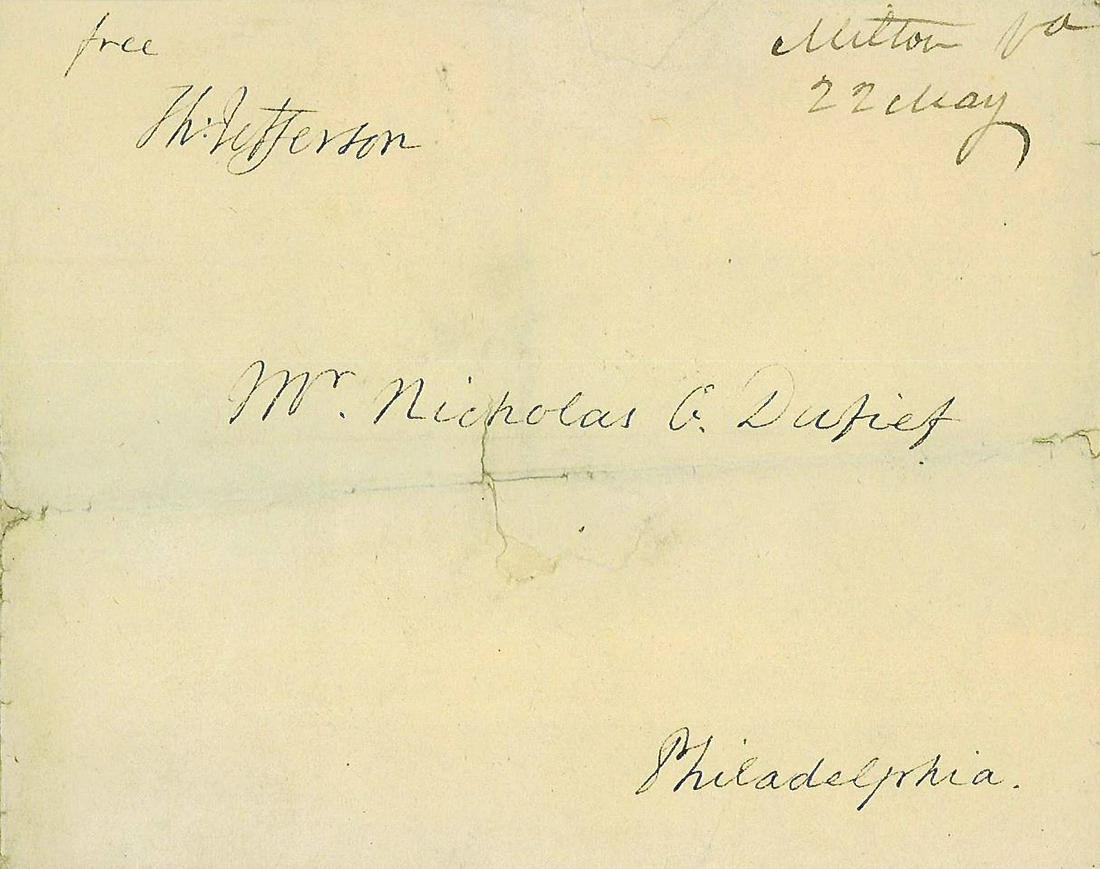 free
Th: Jefferson
Milton Va
22 May
Mr. Nicholas G. Dufief
Philadelphia.